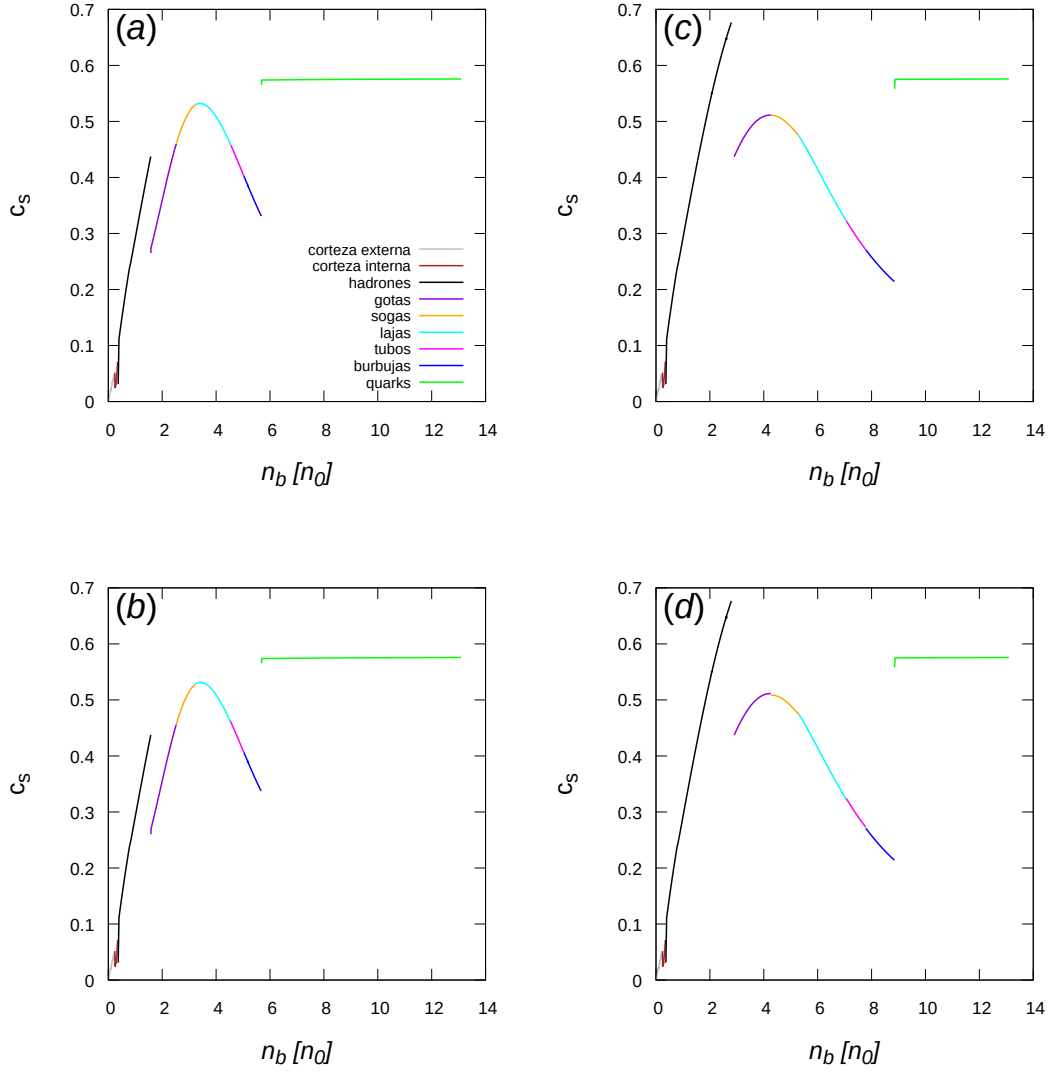 (a)
0.7
0.6
0.5
0.4
0.3
0.2
0.1
0
c_s
corteza externa
corteza interna
hadrones
gotas
sogas
lajas
tubos
burbujas
quarks
0 2 4 6 8 10 12 14
n_b [n_0]
(c)
0.7
0.6
0.5
0.4
0.3
0.2
0.1
0
c_s
0 2 4 6 8 10 12 14
n_b [n_0]
(b)
0.7
0.6
0.5
0.4
0.3
0.2
0.1
0
c_s
0 2 4 6 8 10 12 14
n_b [n_0]
(d)
0.7
0.6
0.5
0.4
0.3
0.2
0.1
0
c_s
0 2 4 6 8 10 12 14
n_b [n_0]